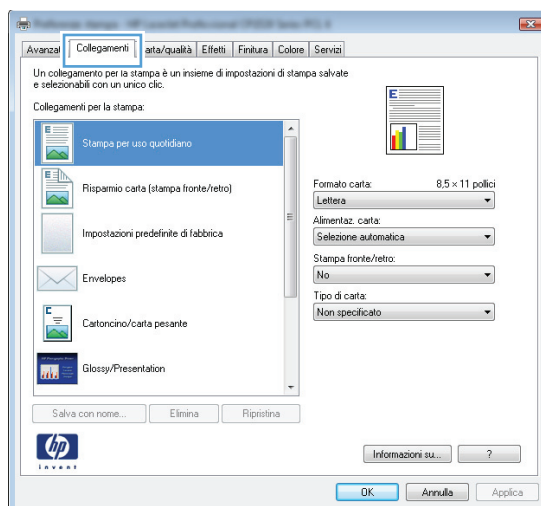 Avanzat Collegamenti arta/qualità Effetti Finitura Colore Servizi
Un collegamento per la stampa è un insieme di impostazioni di stampa salvate
e selezionabili con un unico clic.
Collegamenti per la stampa:
Stampa per uso quotidiano
Risparmio carta (stampa fronte/retro)
Impostazioni predefinite di fabbrica
Envelopes
Cartoncino/carta pesante
Glossy/Presentation
Salva con nome... Elimina Ripristina
E
Formato carta: 8,5 × 11 pollici
Lettera
Alimentaz. carta:
Selezione automatica
Stampa fronte/retro:
No
Tipo di carta:
Non specificato
hp
invent
Informazioni su... ?
OK Annulla Applica